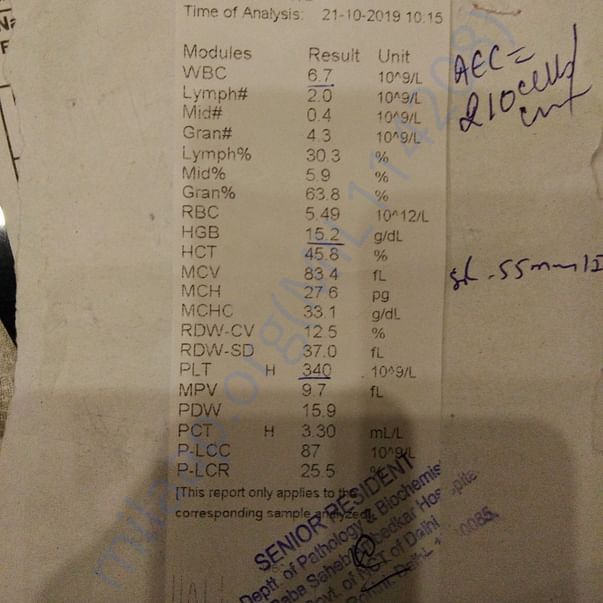 Time of Analysis: 21-10-2019 10:15
Modules Result Unit
WBC 6.7 10^9/L
Lymph# 2.0 10^9/L
Mid# 0.4 10^9/L
Gran# 4.3 10^9/L
Lymph% 30.3 %
Mid% 5.9 %
Gran% 63.8 %
RBC 5.49 10^12/L
HGB 15.2 g/dL
HCT 45.8 %
MCV 83.4 fL
MCH 27.6 pg
MCHC 33.1 g/dL
RDW-CV 12.5 %
RDW-SD 37.0 fL
PLT H 340 10^9/L
MPV 9.7 fL
PDW 15.9
PCT H 3.30 mL/L
P-LCC 87 10^9/L
P-LCR 25.5 %
[This report only applies to the
corresponding sample analyzed]
AEC =
210 cells/
SENIOR RESIDENT
Deptt. of Pathology & Biochemis
Baba Saheb Ambedkar Hospital
Govt. of NCT of Delhi